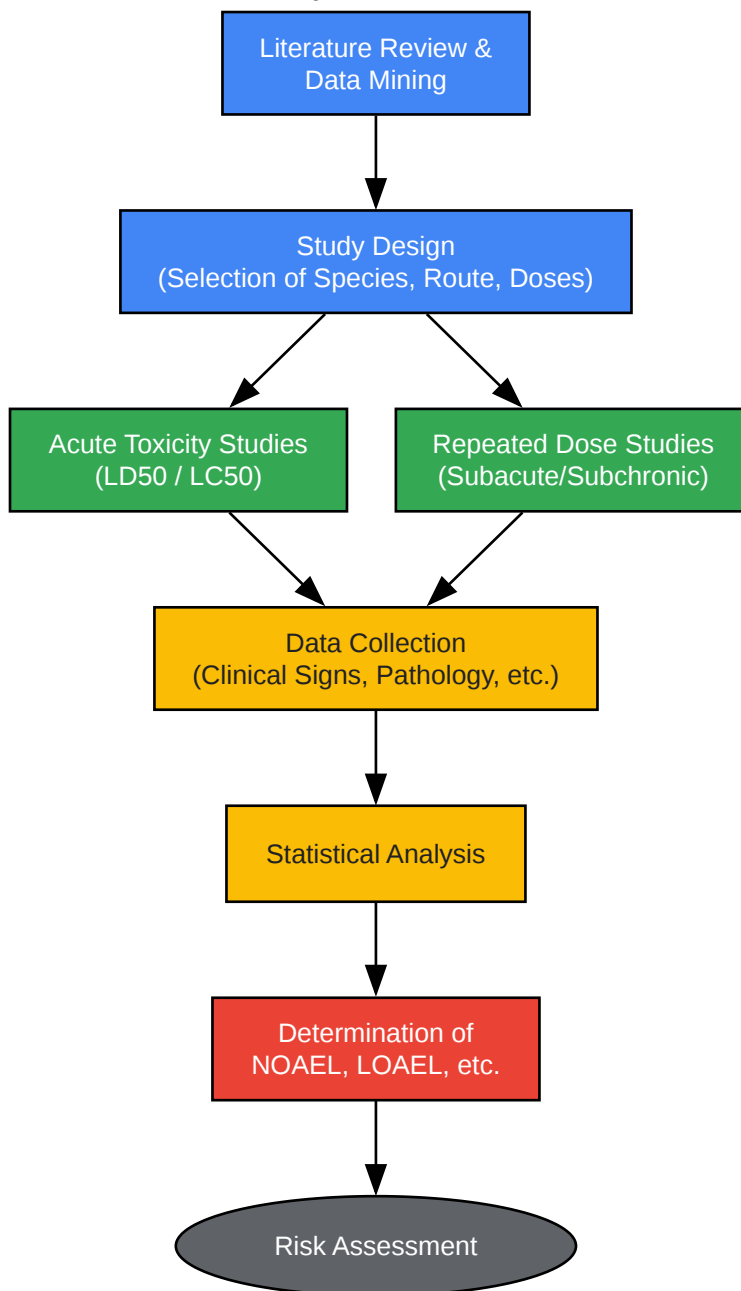 Literature Review &
Data Mining
Study Design
(Selection of Species, Route, Doses)
Acute Toxicity Studies
(LD50 / LC50)
Repeated Dose Studies
(Subacute/Subchronic)
Data Collection
(Clinical Signs, Pathology, etc.)
Statistical Analysis
Determination of
NOAEL, LOAEL, etc.
Risk Assessment